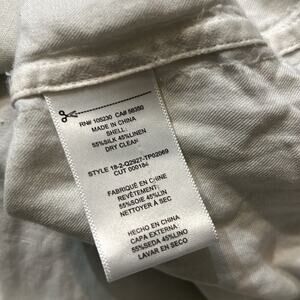 RN# 105230 CA# 58350
MADE IN CHINA
SHELL:
55%SILK 45%LINEN
DRY CLEAN
STYLE 18-2-Q2927-TP02069
CUT 000184
FABRIQUÉ EN CHINE
REVÊTEMENT:
55%SOIE 45%LIN
NETTOYER À SEC
HECHO EN CHINA
CAPA EXTERNA:
55%SEDA 45%LINO
LAVAR EN SECO